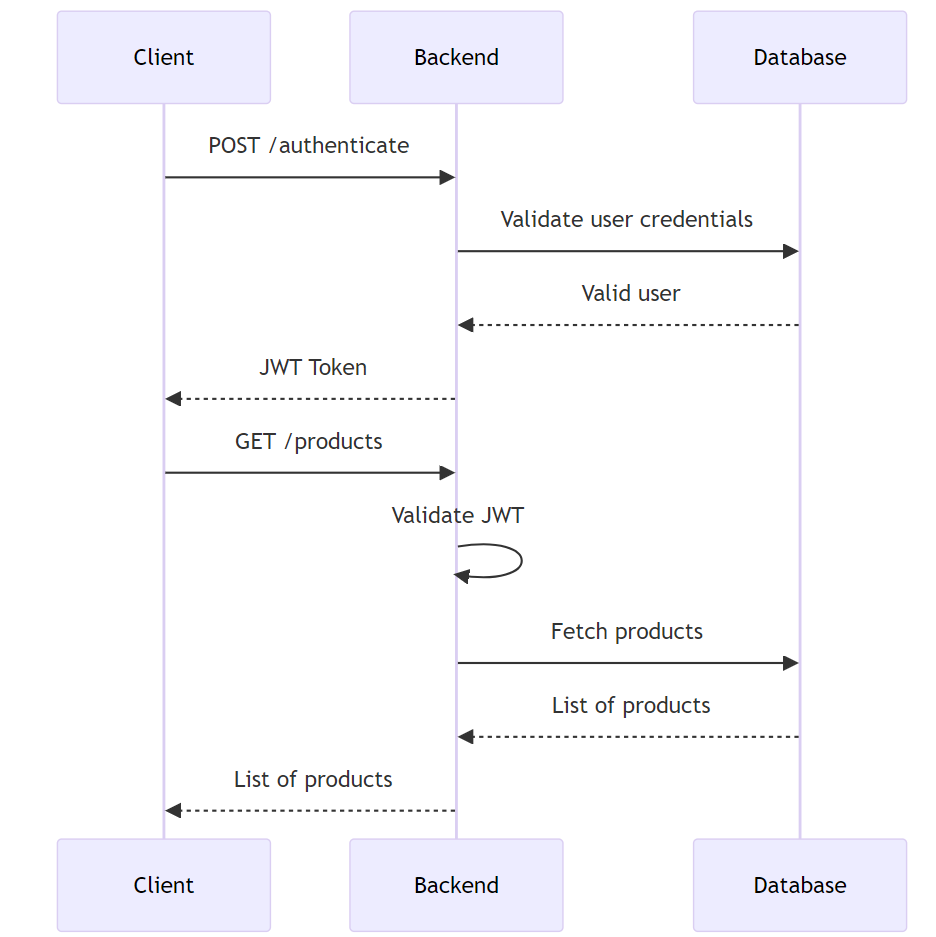 Client
Backend
Database
POST /authenticate
Validate user credentials
Valid user
JWT Token
GET /products
Validate JWT
Fetch products
List of products
List of products
Client
Backend
Database